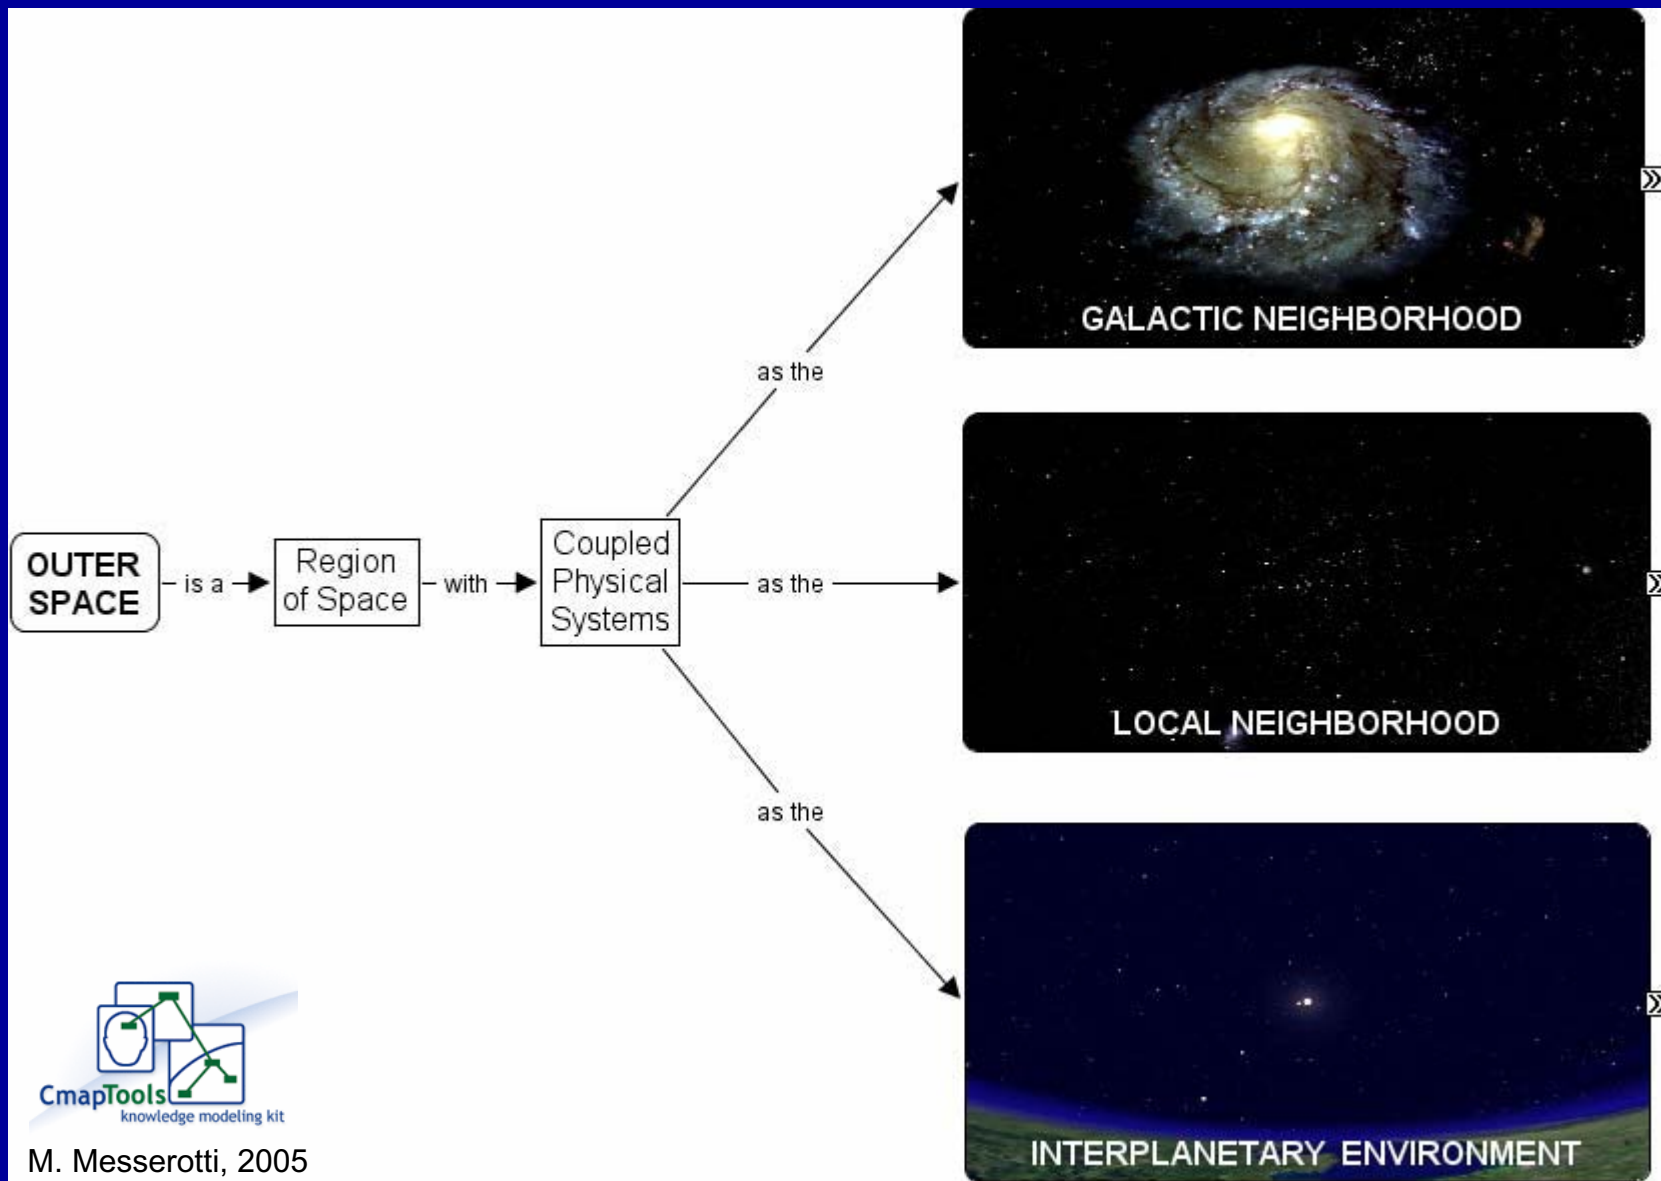 OUTER
SPACE
is a
Region
of Space
with
Coupled
Physical
Systems
as the
GALACTIC NEIGHBORHOOD
as the
LOCAL NEIGHBORHOOD
as the
INTERPLANETARY ENVIRONMENT
CmapTools
knowledge modeling kit
M. Messerotti, 2005